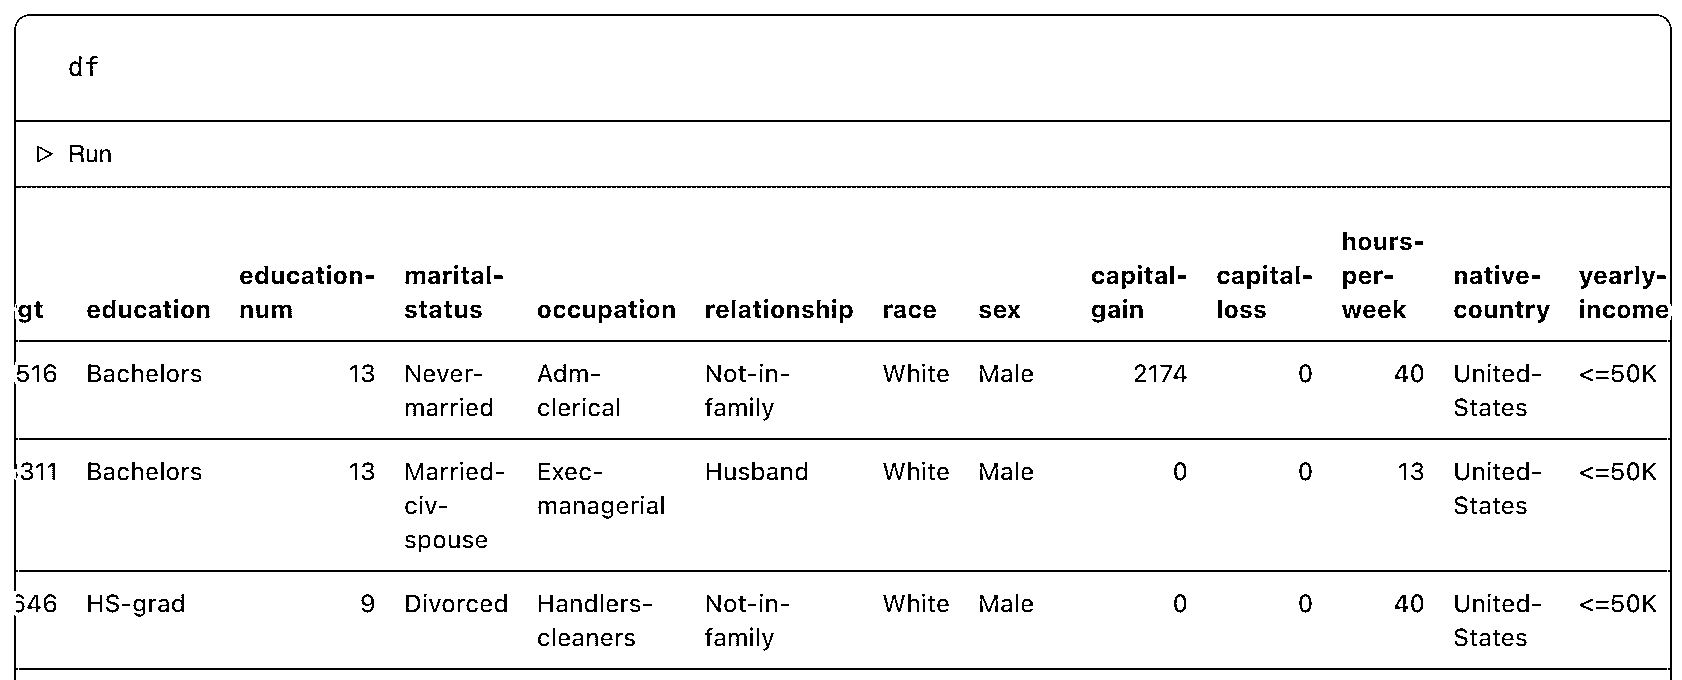 df
Run
hours-
education- marital- capital- capital- per- native- yearly-
gt education num status occupation relationship race sex gain loss week country income
516 Bachelors 13 Never- Adm- Not-in- White Male 2174 0 40 United- <=50K
married clerical family States
311 Bachelors 13 Married- Exec- Husband White Male 0 0 13 United- <=50K
civ- managerial States
spouse
646 HS-grad 9 Divorced Handlers- Not-in- White Male 0 0 40 United- <=50K
cleaners family States